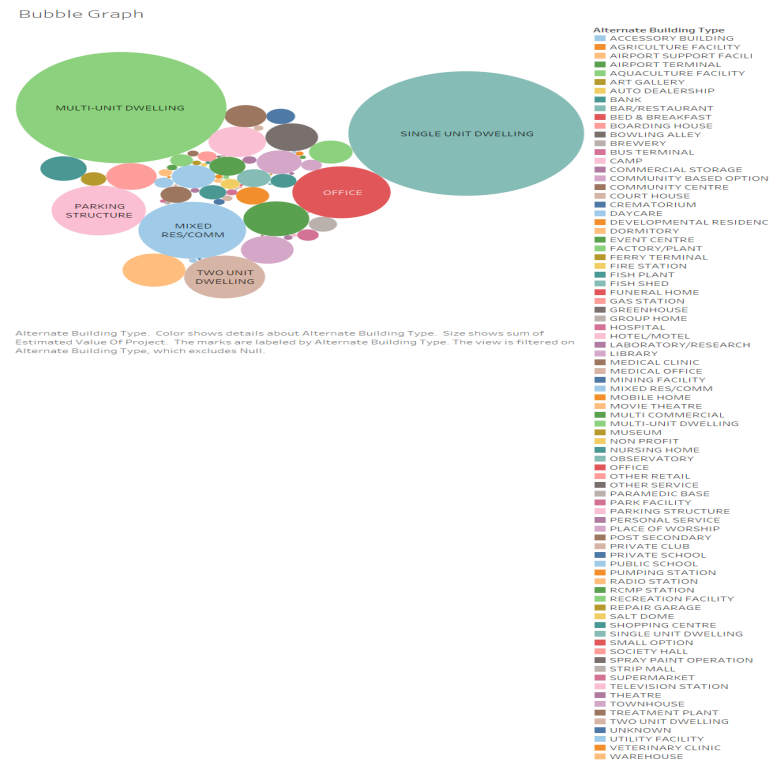 Bubble Graph
MULTI-UNIT DWELLING
SINGLE UNIT DWELLING
OFFICE
PARKING
STRUCTURE
MIXED
RES/COMM
TWO UNIT
DWELLING
Alternate Building Type.  Color shows details about Alternate Building Type.  Size shows sum of
Estimated Value Of Project.  The marks are labeled by Alternate Building Type. The view is filtered on
Alternate Building Type, which excludes Null.
Alternate Building Type
ACCESSORY BUILDING
AGRICULTURE FACILITY
AIRPORT SUPPORT FACILI
AIRPORT TERMINAL
AQUACULTURE FACILITY
ART GALLERY
AUTO DEALERSHIP
BANK
BAR/RESTAURANT
BED & BREAKFAST
BOARDING HOUSE
BOWLING ALLEY
BREWERY
BUS TERMINAL
CAMP
COMMERCIAL STORAGE
COMMUNITY BASED OPTION
COMMUNITY CENTRE
COURT HOUSE
CREMATORIUM
DAYCARE
DEVELOPMENTAL RESIDENC
DORMITORY
EVENT CENTRE
FACTORY/PLANT
FERRY TERMINAL
FIRE STATION
FISH PLANT
FISH SHED
FUNERAL HOME
GAS STATION
GREENHOUSE
GROUP HOME
HOSPITAL
HOTEL/MOTEL
LABORATORY/RESEARCH
LIBRARY
MEDICAL CLINIC
MEDICAL OFFICE
MINING FACILITY
MIXED RES/COMM
MOBILE HOME
MOVIE THEATRE
MULTI COMMERCIAL
MULTI-UNIT DWELLING
MUSEUM
NON PROFIT
NURSING HOME
OBSERVATORY
OFFICE
OTHER RETAIL
OTHER SERVICE
PARAMEDIC BASE
PARK FACILITY
PARKING STRUCTURE
PERSONAL SERVICE
PLACE OF WORSHIP
POST SECONDARY
PRIVATE CLUB
PRIVATE SCHOOL
PUBLIC SCHOOL
PUMPING STATION
RADIO STATION
RCMP STATION
RECREATION FACILITY
REPAIR GARAGE
SALT DOME
SHOPPING CENTRE
SINGLE UNIT DWELLING
SMALL OPTION
SOCIETY HALL
SPRAY PAINT OPERATION
STRIP MALL
SUPERMARKET
TELEVISION STATION
THEATRE
TOWNHOUSE
TREATMENT PLANT
TWO UNIT DWELLING
UNKNOWN
UTILITY FACILITY
VETERINARY CLINIC
WAREHOUSE